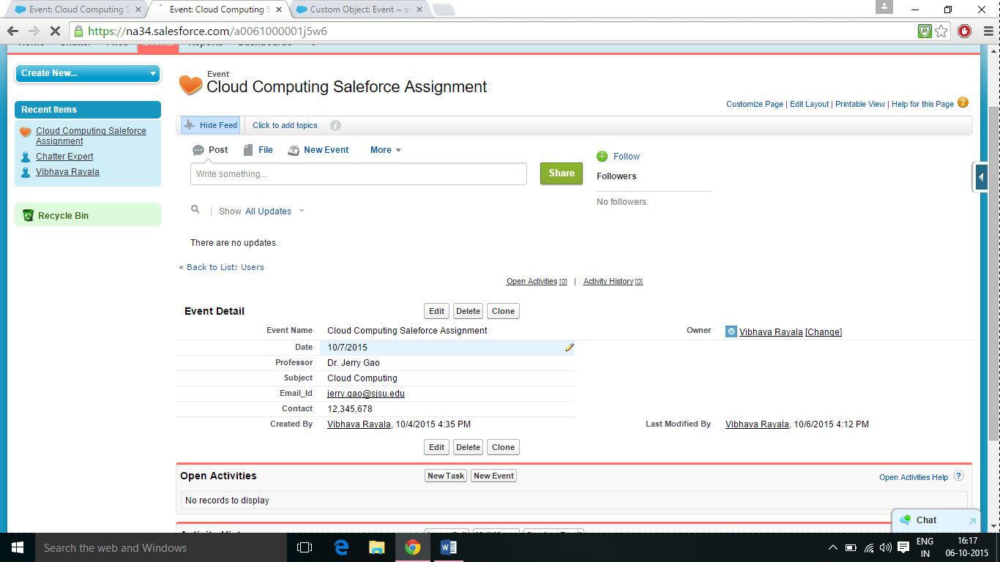 Event: Cloud Computing S
Event: Cloud Computing S
Custom Object: Event ~ sa
https://na34.salesforce.com/a0061000001j5w6
Home Chatter Files Events Reports Dashboards
Create New...
Event
Cloud Computing Saleforce Assignment
Customize Page | Edit Layout | Printable View | Help for this Page ?
Recent Items
Cloud Computing Saleforce
Assignment
Chatter Expert
Vibhava Rayala
Recycle Bin
Hide Feed Click to add topics i
Post File New Event More
Write something...
Share
Follow
Followers
No followers.
Show All Updates
There are no updates.
« Back to List: Users
Open Activities [0] | Activity History [0]
Event Detail Edit Delete Clone
Event Name Cloud Computing Saleforce Assignment Owner Vibhava Rayala [Change]
Date 10/7/2015
Professor Dr. Jerry Gao
Subject Cloud Computing
Email_Id jerry.gao@sjsu.edu
Contact 12,345,678
Created By Vibhava Rayala, 10/4/2015 4:35 PM Last Modified By Vibhava Rayala, 10/6/2015 4:12 PM
Edit Delete Clone
Open Activities New Task New Event Open Activities Help ?
No records to display
Chat
Search the web and Windows
ENG
IN
16:17
06-10-2015